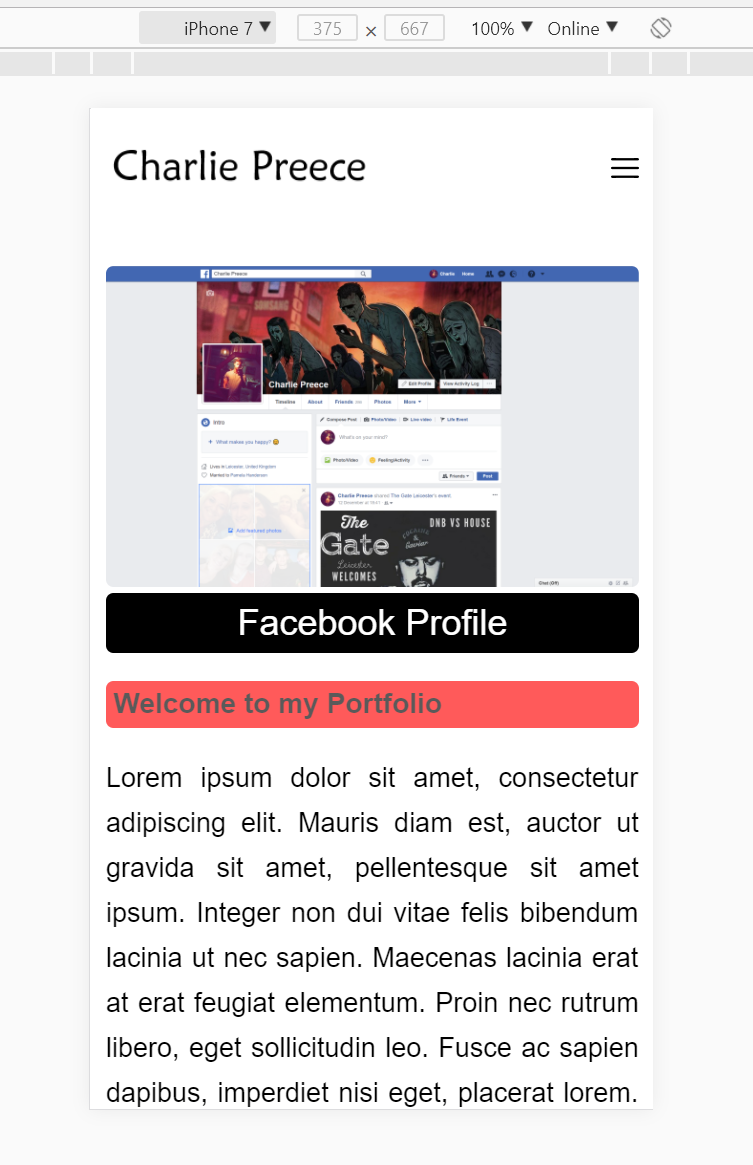 iPhone 7 ▼ 375 × 667 100% ▼ Online ▼
Charlie Preece
Charlie Preece
Charlie Home
Charlie Preece
Edit Profile View Activity Log
Timeline About Friends Photos More
Intro
What makes you happy?
Lives in Leicester, United Kingdom
Married to Pamela Henderson
Add featured photos
Compose Post Photo/Video Live video Life Event
What's on your mind?
Photo/Video Feeling/Activity
Friends Post
Charlie Preece shared The Gate Leicester's event.
The
Gate
Leicester
WELCOMES
DNB VS HOUSE
Chat (Off)
Facebook Profile
Welcome to my Portfolio
Lorem ipsum dolor sit amet, consectetur
adipiscing elit. Mauris diam est, auctor ut
gravida sit amet, pellentesque sit amet
ipsum. Integer non dui vitae felis bibendum
lacinia ut nec sapien. Maecenas lacinia erat
at erat feugiat elementum. Proin nec rutrum
libero, eget sollicitudin leo. Fusce ac sapien
dapibus, imperdiet nisi eget, placerat lorem.